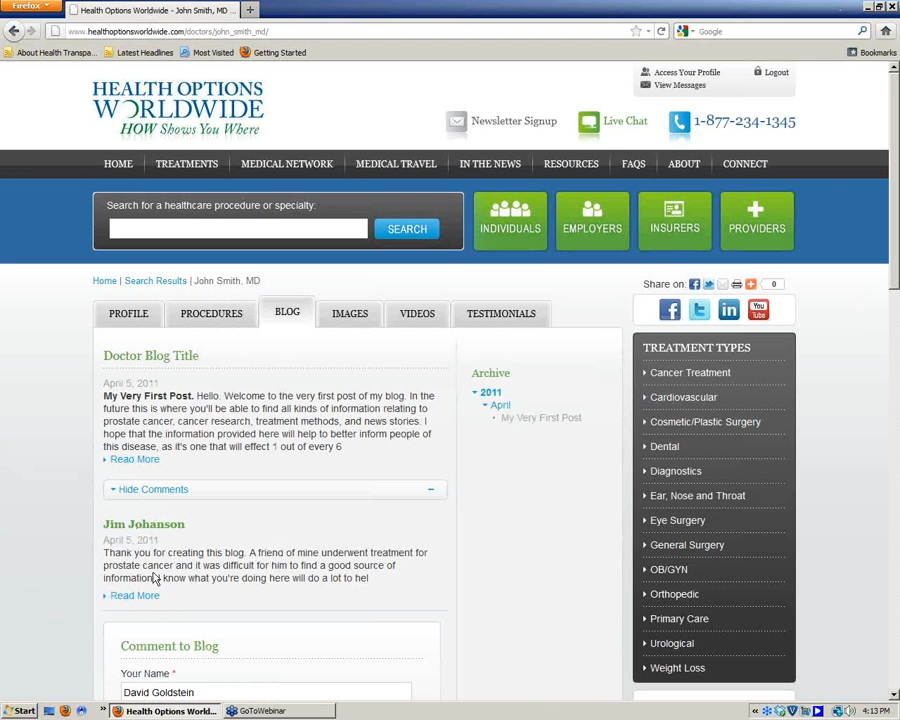 Firefox
Health Options Worldwide - John Smith, MD ...
www.healthoptionsworldwide.com/doctors/john_smith_md/
Google
About Health Transpa...
Latest Headlines
Most Visited
Getting Started
Bookmarks
Access Your Profile
Logout
View Messages
HEALTH OPTIONS
WORLDWIDE
HOW Shows You Where
Newsletter Signup
Live Chat
1-877-234-1345
HOME
TREATMENTS
MEDICAL NETWORK
MEDICAL TRAVEL
IN THE NEWS
RESOURCES
FAQS
ABOUT
CONNECT
Search for a healthcare procedure or specialty:
SEARCH
INDIVIDUALS
EMPLOYERS
INSURERS
PROVIDERS
Home | Search Results | John Smith, MD
Share on:
0
PROFILE
PROCEDURES
BLOG
IMAGES
VIDEOS
TESTIMONIALS
Doctor Blog Title
April 5, 2011
My Very First Post. Hello. Welcome to the very first post of my blog. In the
future this is where you'll be able to find all kinds of information relating to
prostate cancer, cancer research, treatment methods, and news stories. I
hope that the information provided here will help to better inform people of
this disease, as it's one that will effect 1 out of every 6
Read More
Hide Comments
Jim Johanson
April 5, 2011
Thank you for creating this blog. A friend of mine underwent treatment for
prostate cancer and it was difficult for him to find a good source of
information. I know what you're doing here will do a lot to hel
Read More
Comment to Blog
Your Name *
David Goldstein
Archive
2011
April
My Very First Post
You Tube
TREATMENT TYPES
Cancer Treatment
Cardiovascular
Cosmetic/Plastic Surgery
Dental
Diagnostics
Ear, Nose and Throat
Eye Surgery
General Surgery
OB/GYN
Orthopedic
Primary Care
Urological
Weight Loss
Start
Health Options Worl...
GoToWebinar
4:13 PM